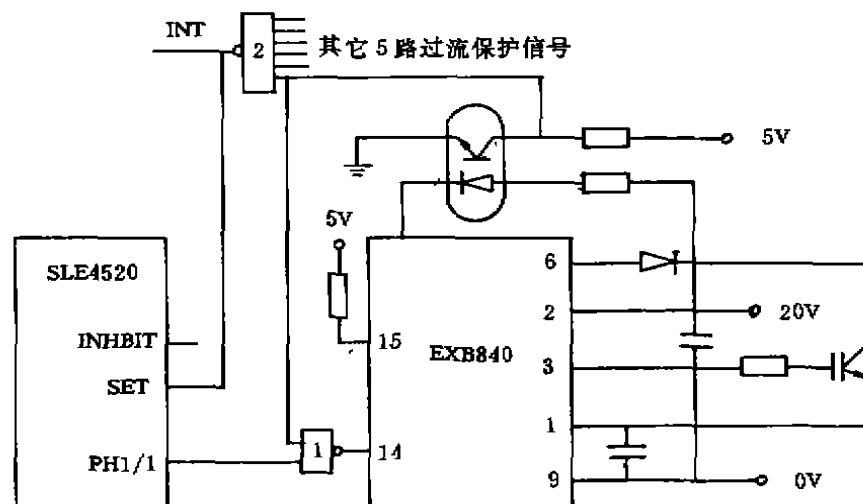 INT
2
其它5路过流保护信号
5V
5V
SLE4520
INHBIT
SET
PH1/1
1
15
14
EXB840
6
2
3
1
9
20V
0V